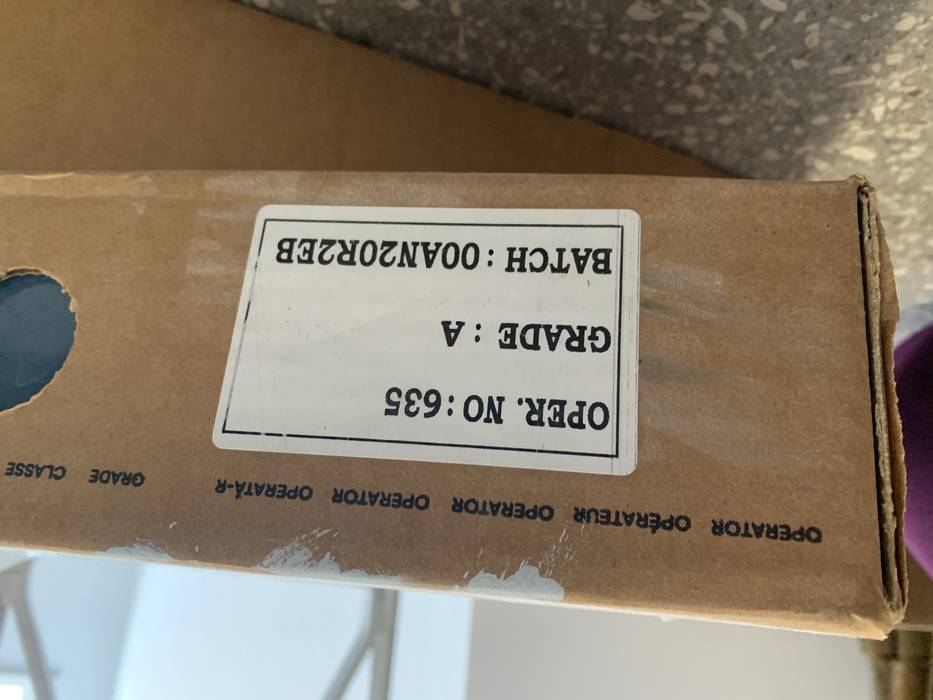 OPERATOR OPÉRATEUR OPERATOR OPERATOR OPERATÁ-R GRADE CLASSE
OPER. NO:635
GRADE : A
BATCH : 00AN20R2EB